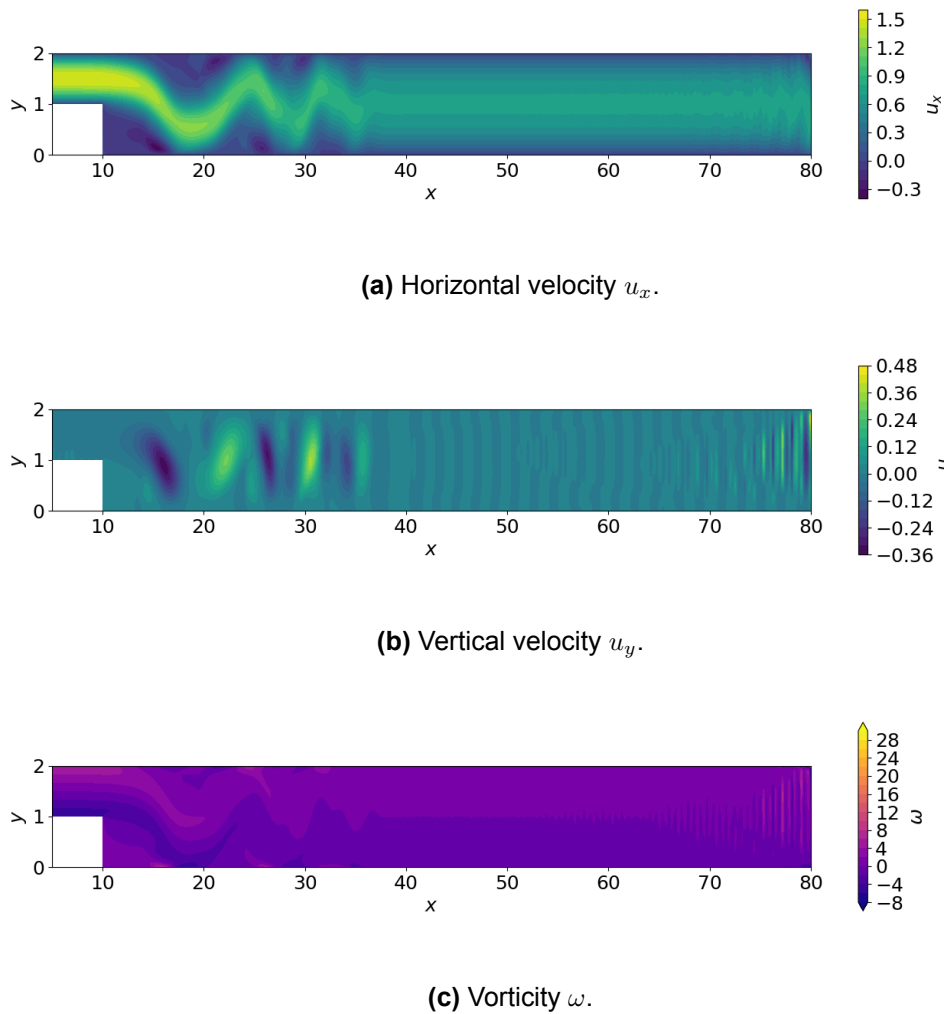 2
1
0
y
10 20 30 40 50 60 70 80
x
1.5
1.2
0.9
0.6
0.3
0.0
−0.3
u_x
(a) Horizontal velocity u_x.
2
1
0
y
10 20 30 40 50 60 70 80
x
0.48
0.36
0.24
0.12
0.00
−0.12
−0.24
−0.36
(b) Vertical velocity u_y.
2
1
0
y
10 20 30 40 50 60 70 80
x
28
24
20
16
12
8
4
0
−4
−8
ω
(c) Vorticity ω.